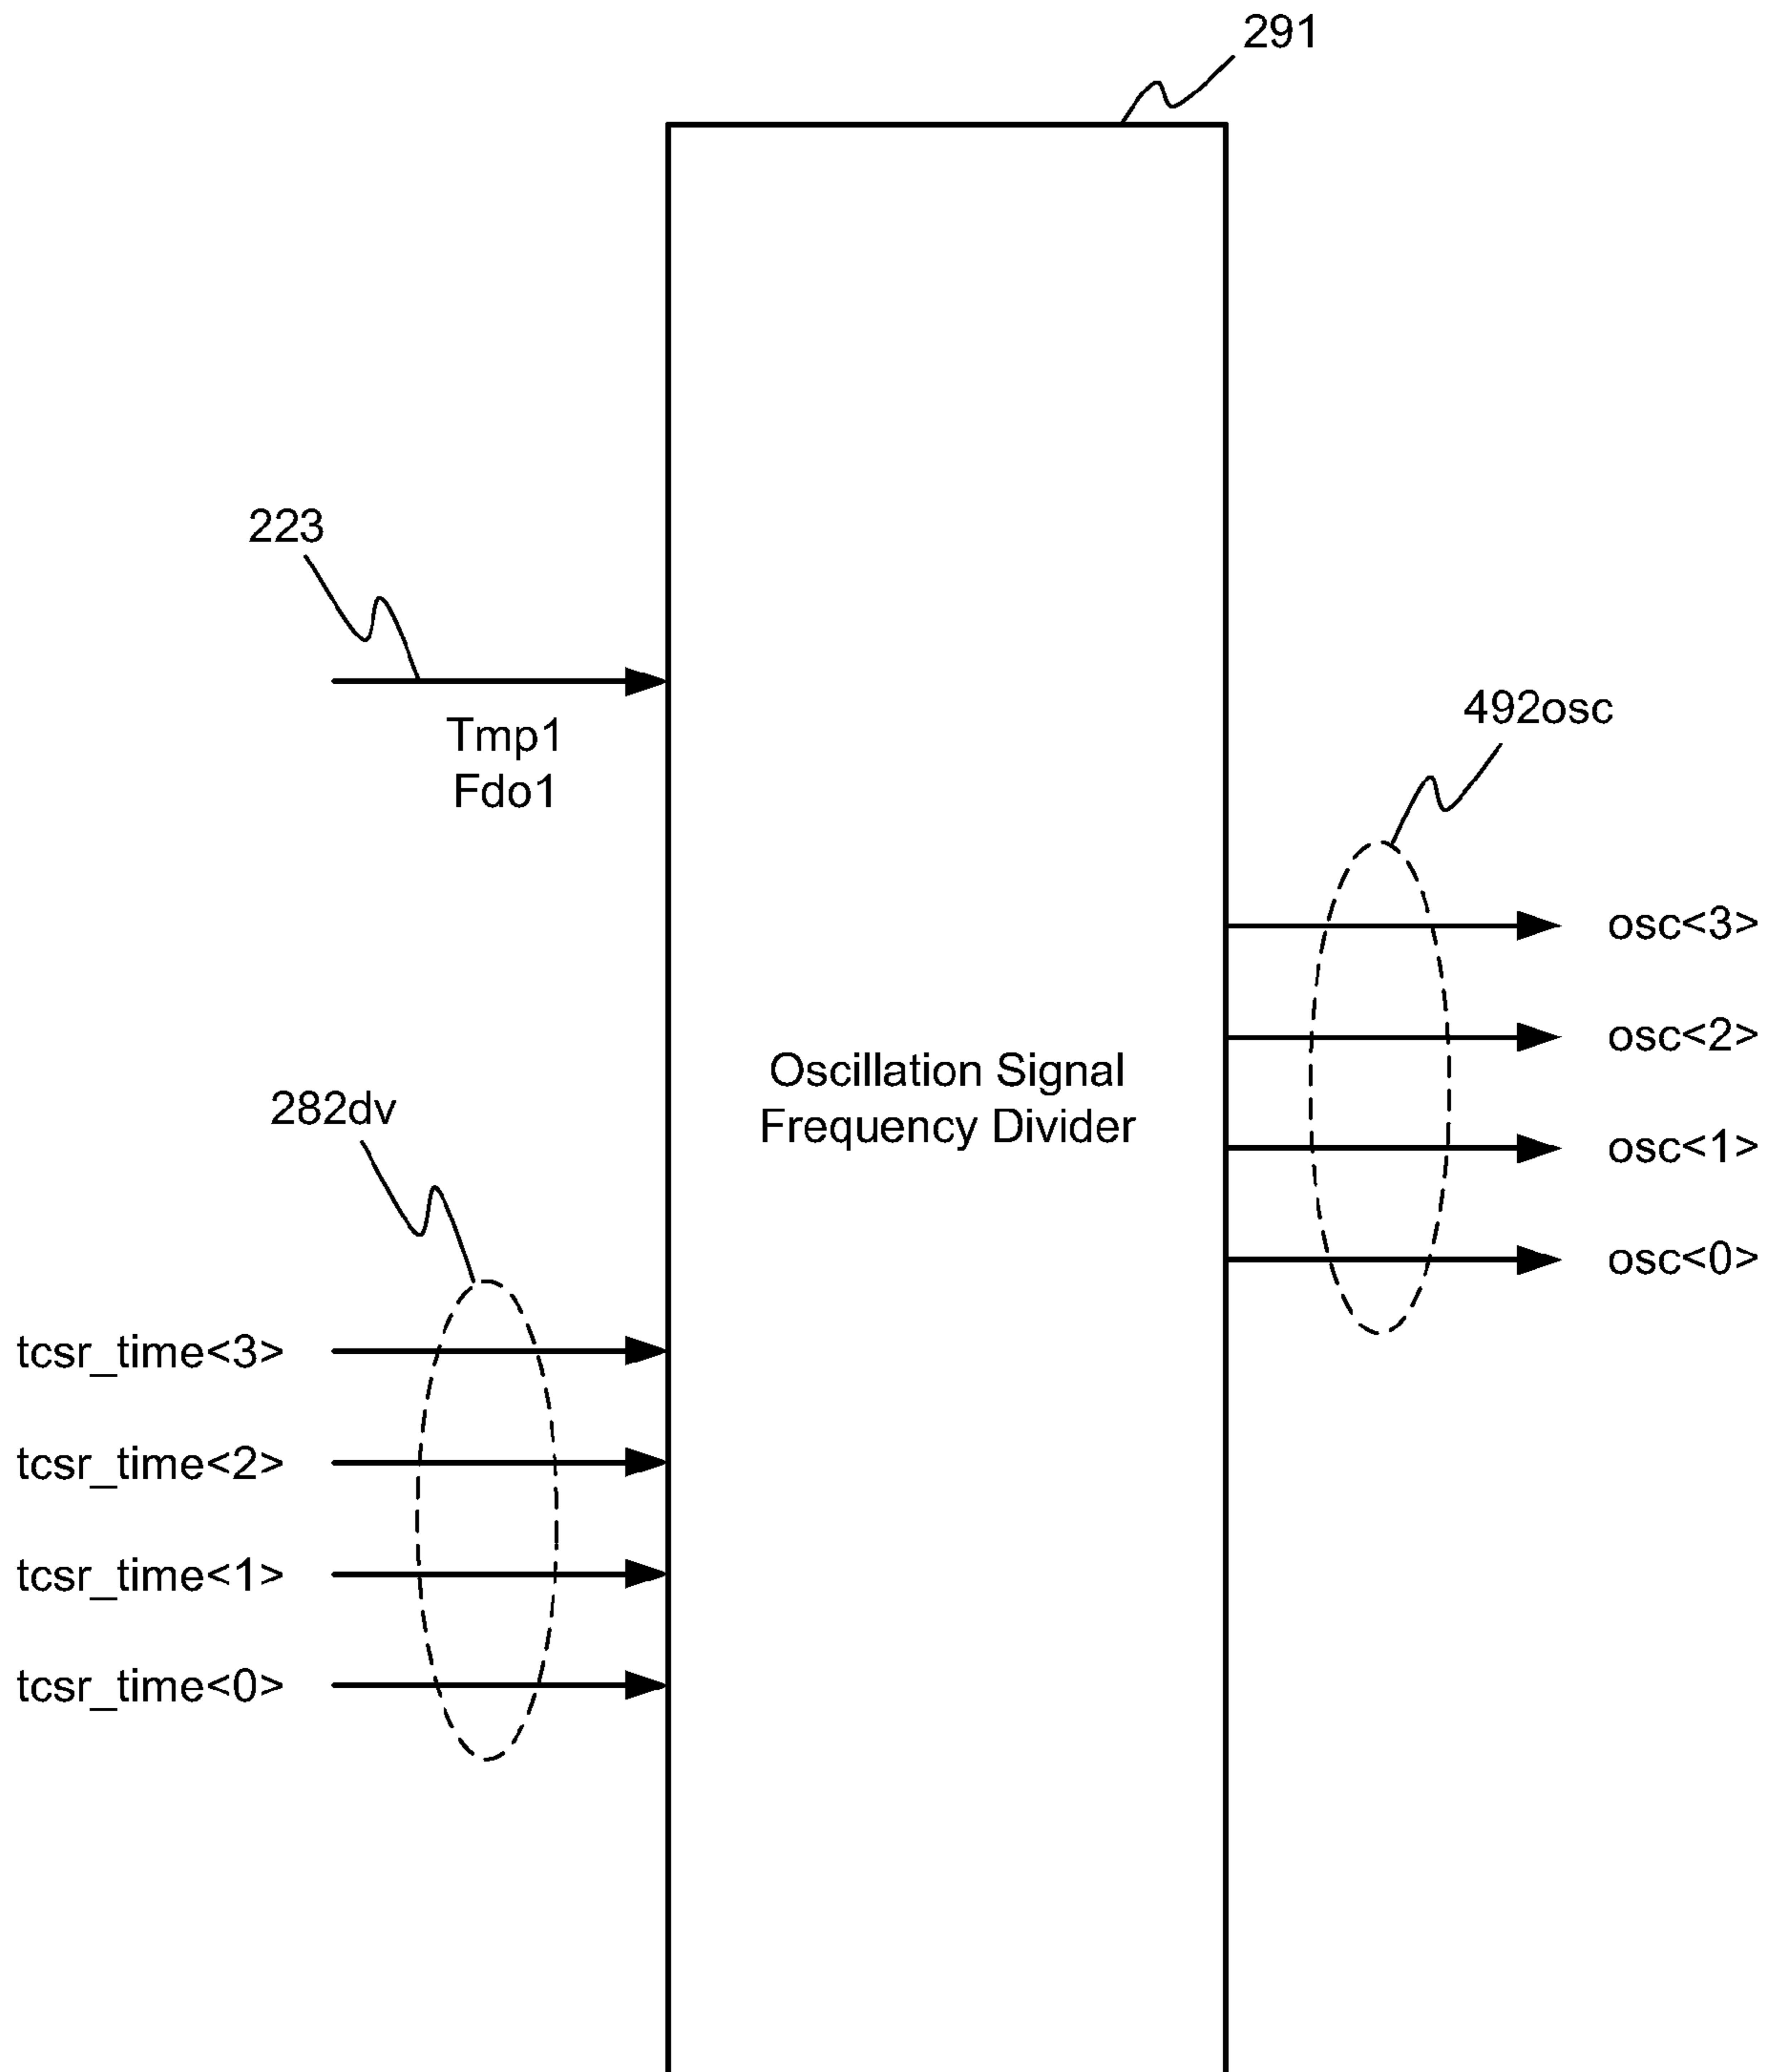 291
223
Tmp1
Fdo1
492osc
osc<3>
osc<2>
osc<1>
osc<0>
Oscillation Signal
Frequency Divider
282dv
tcsr_time<3>
tcsr_time<2>
tcsr_time<1>
tcsr_time<0>